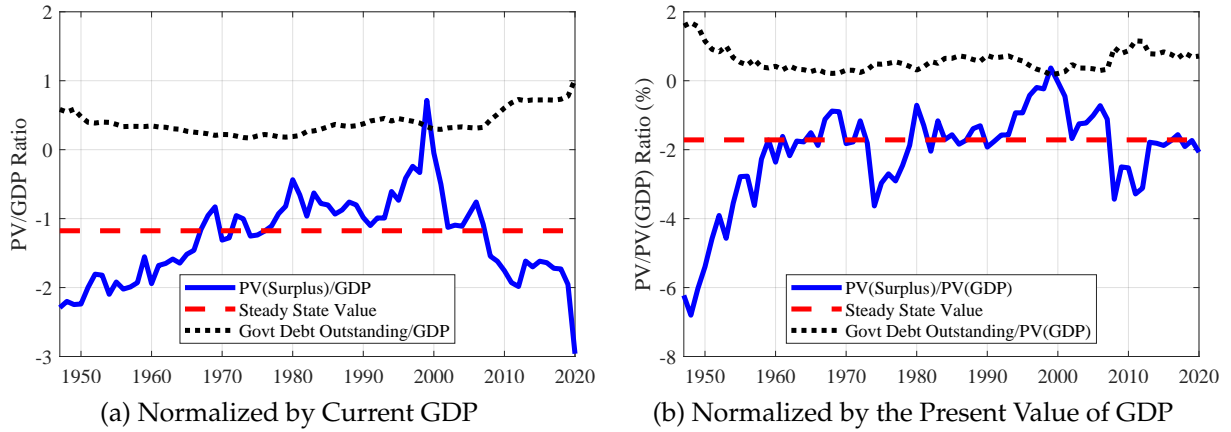 2
1
0
-1
-2
-3
PV/GDP Ratio
PV(Surplus)/GDP
Steady State Value
Govt Debt Outstanding/GDP
1950 1960 1970 1980 1990 2000 2010 2020
(a) Normalized by Current GDP
2
0
-2
-4
-6
-8
PV/PV(GDP) Ratio (%)
PV(Surplus)/PV(GDP)
Steady State Value
Govt Debt Outstanding/PV(GDP)
1950 1960 1970 1980 1990 2000 2010 2020
(b) Normalized by the Present Value of GDP